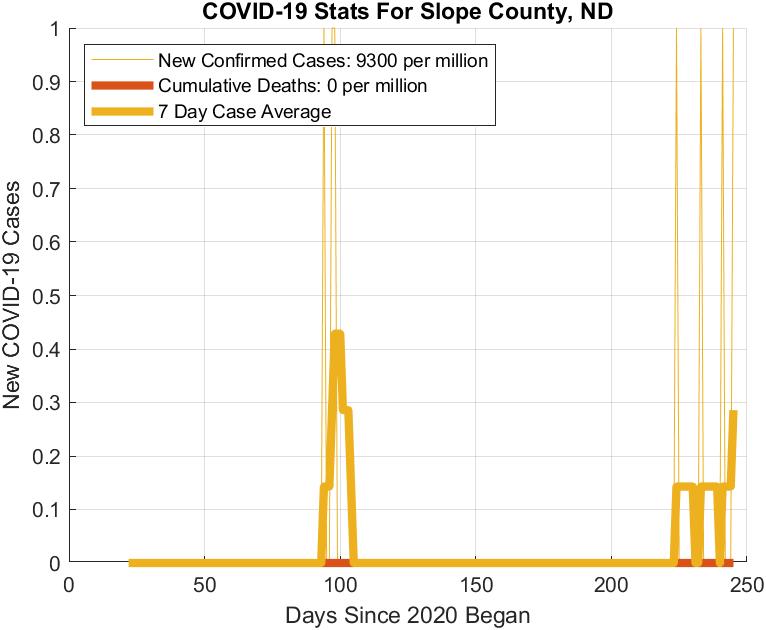 COVID-19 Stats For Slope County, ND
1
0.9
0.8
0.7
0.6
0.5
0.4
0.3
0.2
0.1
0
New COVID-19 Cases
New Confirmed Cases: 9300 per million
Cumulative Deaths: 0 per million
7 Day Case Average
0 50 100 150 200 250
Days Since 2020 Began